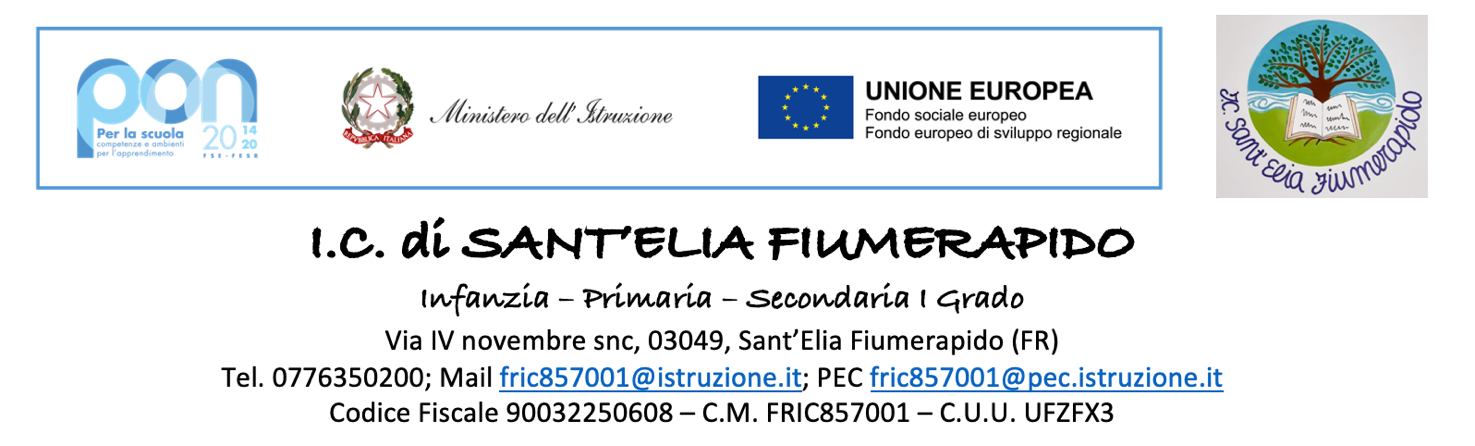 pon
Per la scuola
competenze e ambienti
per l'apprendimento
2014
20
FSE-FESR
REPVBBLICA ITALIANA
Ministero dell'Istruzione
UNIONE EUROPEA
Fondo sociale europeo
Fondo europeo di sviluppo regionale
I.C. Sant'Elia Fiumerapido
I.C. di SANT'ELIA FIUMERAPIDO
Infanzia – Primaria – Secondaria I Grado
Via IV novembre snc, 03049, Sant'Elia Fiumerapido (FR)
Tel. 0776350200; Mail fric857001@istruzione.it; PEC fric857001@pec.istruzione.it
Codice Fiscale 90032250608 – C.M. FRIC857001 – C.U.U. UFZFX3